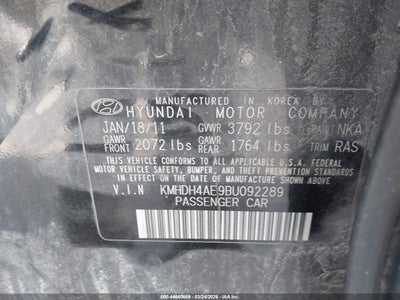 MANUFACTURED IN KOREA BY
HYUNDAI MOTOR COMPANY
JAN/18/11 GVWR 3792 lbs PAINT NKA
GAWR FRONT 2072 lbs GAWR REAR 1764 lbs TRIM RAS
THIS VEHICLE CONFORMS TO ALL APPLICABLE U.S. FEDERAL
MOTOR VEHICLE SAFETY, BUMPER, AND THEFT
PREVENTION STANDARDS IN EFFECT ON THE DATE OF
MANUFACTURE SHOWN ABOVE.
V.I.N KMHDH4AE9BU092289
PASSENGER CAR